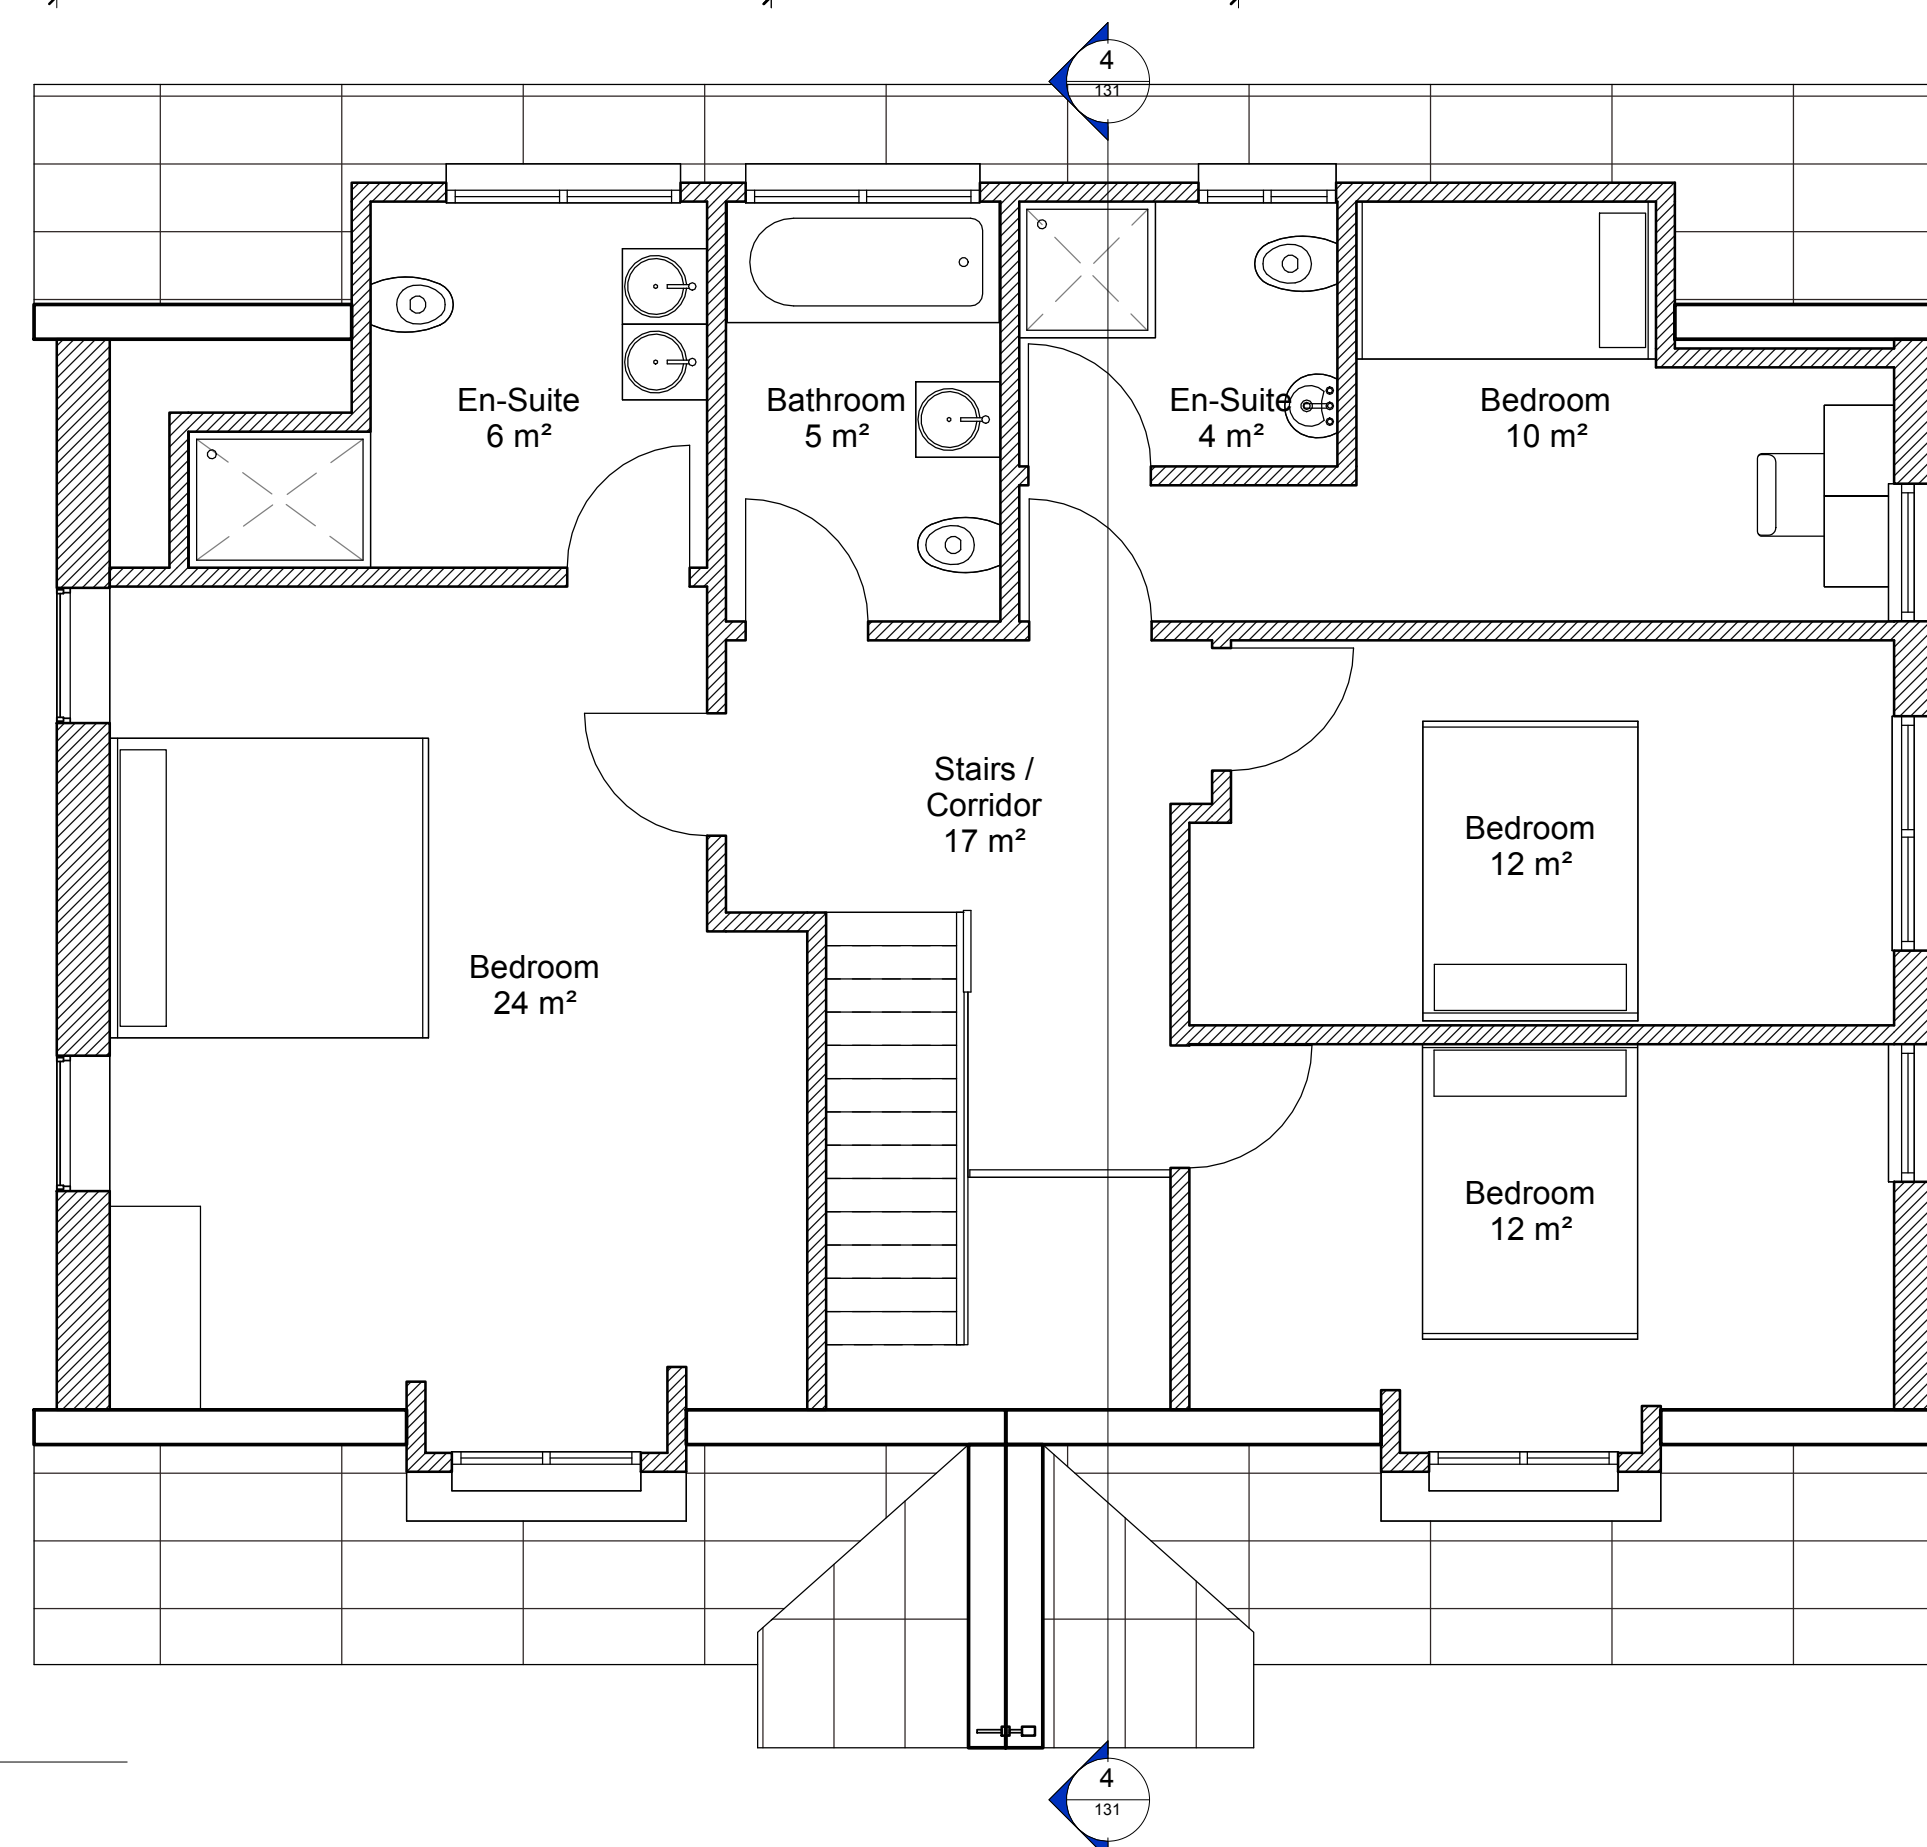 4
131
En-Suite
6 m²
Bathroom
5 m²
En-Suite
4 m²
Bedroom
10 m²
Stairs /
Corridor
17 m²
Bedroom
12 m²
Bedroom
24 m²
Bedroom
12 m²
4
131